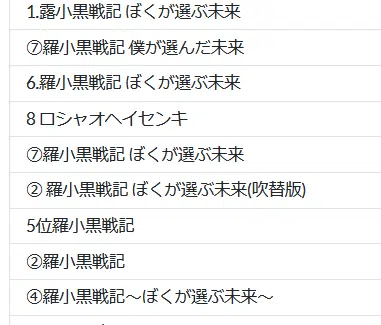 1.露小黒戦記 ぼくが選ぶ未来
⑦羅小黒戦記 僕が選んだ未来
6.羅小黒戦記 ぼくが選ぶ未来
8 ロシャオヘイセンキ
⑦羅小黒戦記 ぼくが選ぶ未来
② 羅小黒戦記 ぼくが選ぶ未来(吹替版)
5位羅小黒戦記
②羅小黒戦記
④羅小黒戦記～ぼくが選ぶ未来～